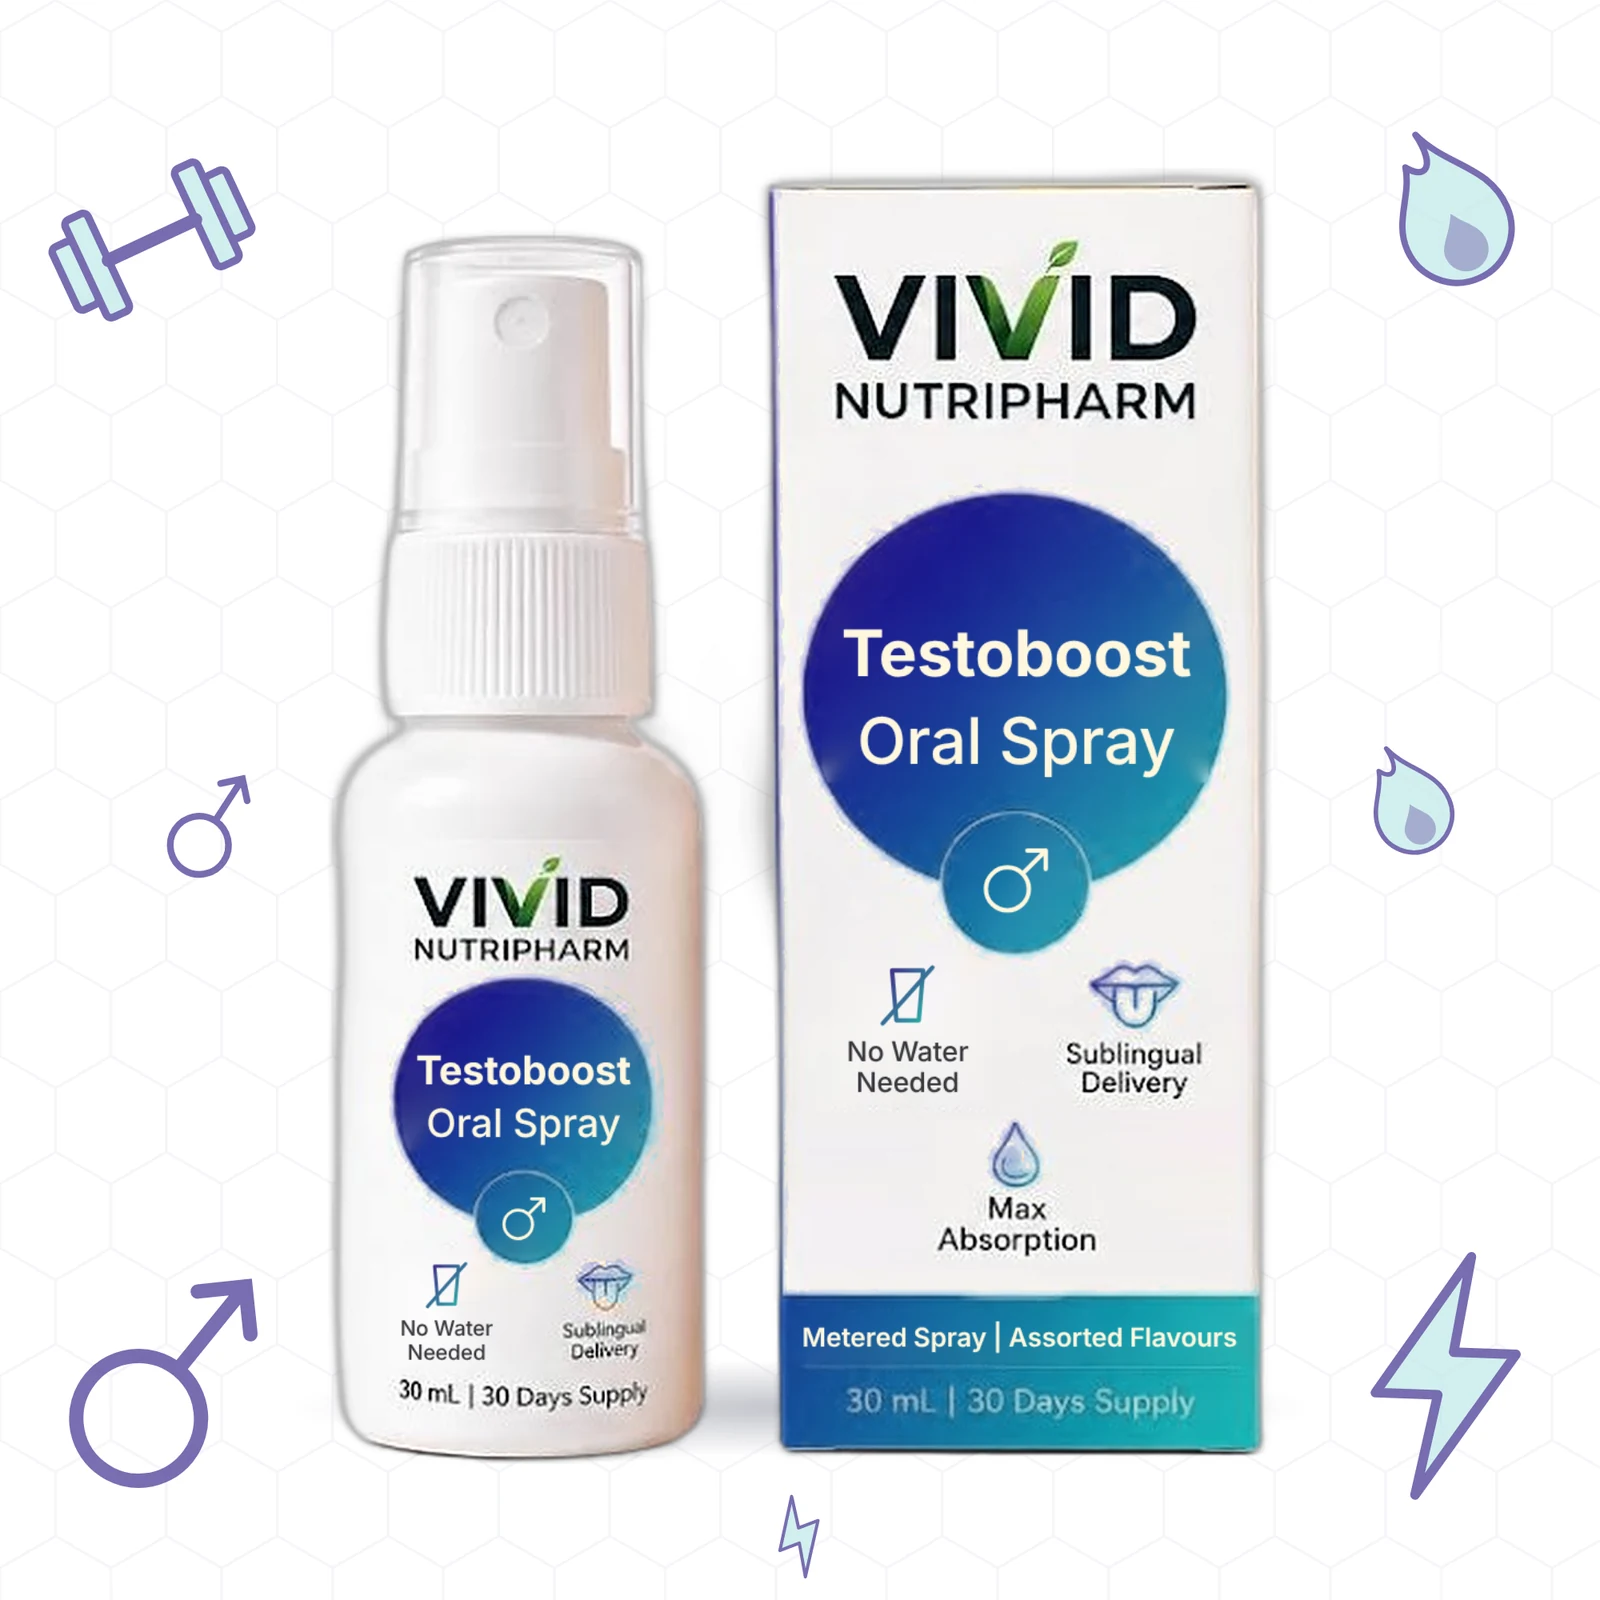 VIVID
NUTRIPHARM
Testoboost
Oral Spray
No Water
Needed
Sublingual
Delivery
30 mL | 30 Days Supply
VIVID
NUTRIPHARM
Testoboost
Oral Spray
No Water
Needed
Sublingual
Delivery
Max
Absorption
Metered Spray | Assorted Flavours
30 mL | 30 Days Supply